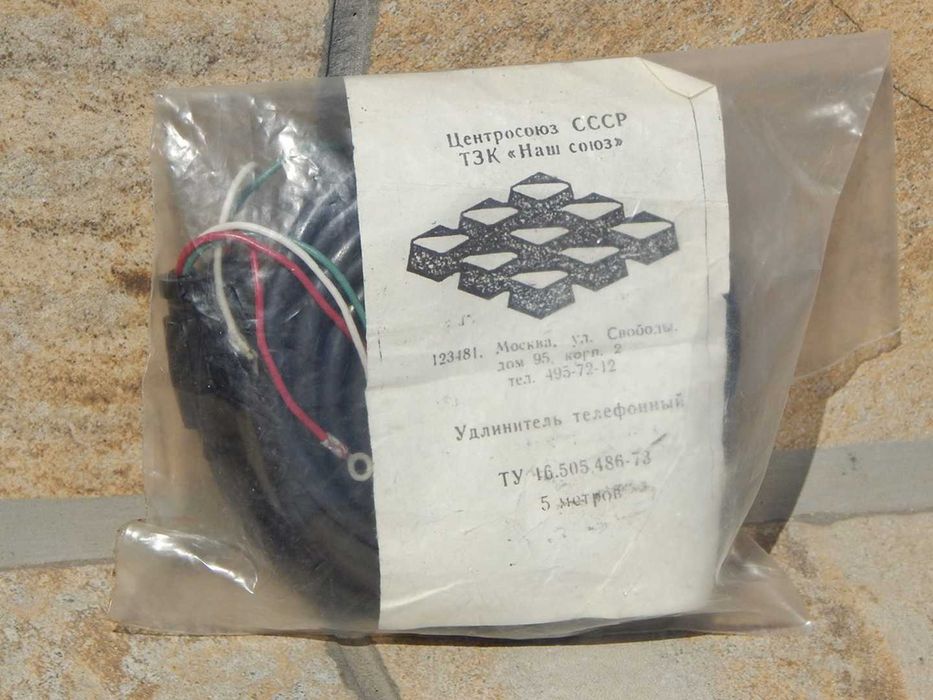 Центросоюз СССР
ТЗК «Наш союз»
123481. Москва, ул. Свободы,
дом 95, корп. 2
тел. 495-72-12
Удлинитель телефонный
ТУ 16.505.486-73
5 метров